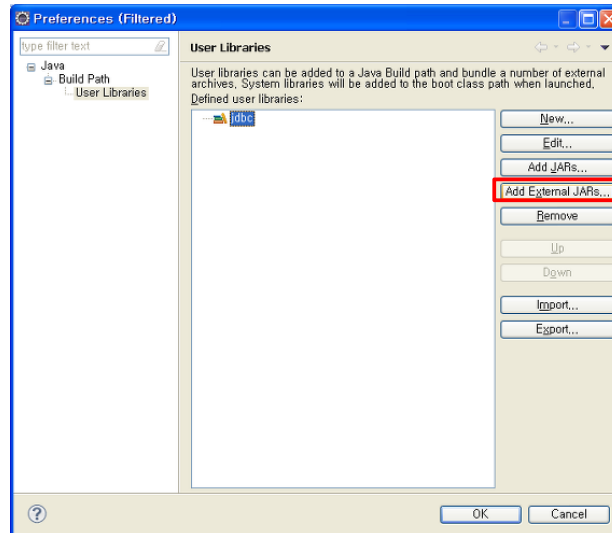 Preferences (Filtered)
type filter text
Java
Build Path
User Libraries
User Libraries
User libraries can be added to a Java Build path and bundle a number of external
archives, System libraries will be added to the boot class path when launched,
Defined user libraries:
jdbc
New,,,
Edit,,,
Add JARs,,,
Add External JARs,,,
Remove
Up
Down
Import,,,
Export,,,
?
OK
Cancel